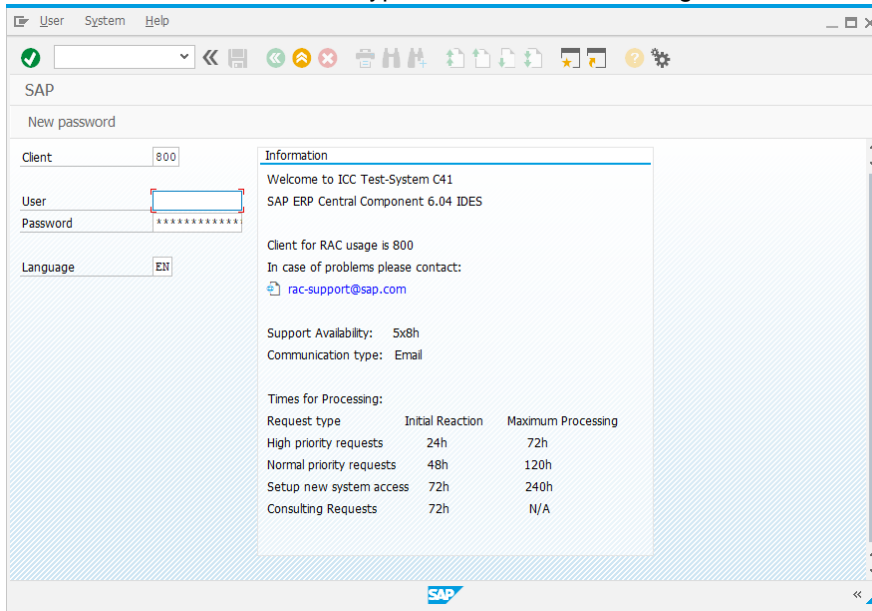 User System Help
SAP
New password
Client 800
User
Password ************
Language EN
Information
Welcome to ICC Test-System C41
SAP ERP Central Component 6.04 IDES
Client for RAC usage is 800
In case of problems please contact:
rac-support@sap.com
Support Availability: 5x8h
Communication type: Email
Times for Processing:
Request type Initial Reaction Maximum Processing
High priority requests 24h 72h
Normal priority requests 48h 120h
Setup new system access 72h 240h
Consulting Requests 72h N/A
SAP